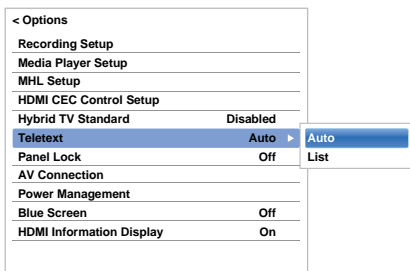 < Options
Recording Setup
Media Player Setup
MHL Setup
HDMI CEC Control Setup
Hybrid TV Standard Disabled
Teletext Auto Auto
Panel Lock Off List
AV Connection
Power Management
Blue Screen Off
HDMI Information Display On